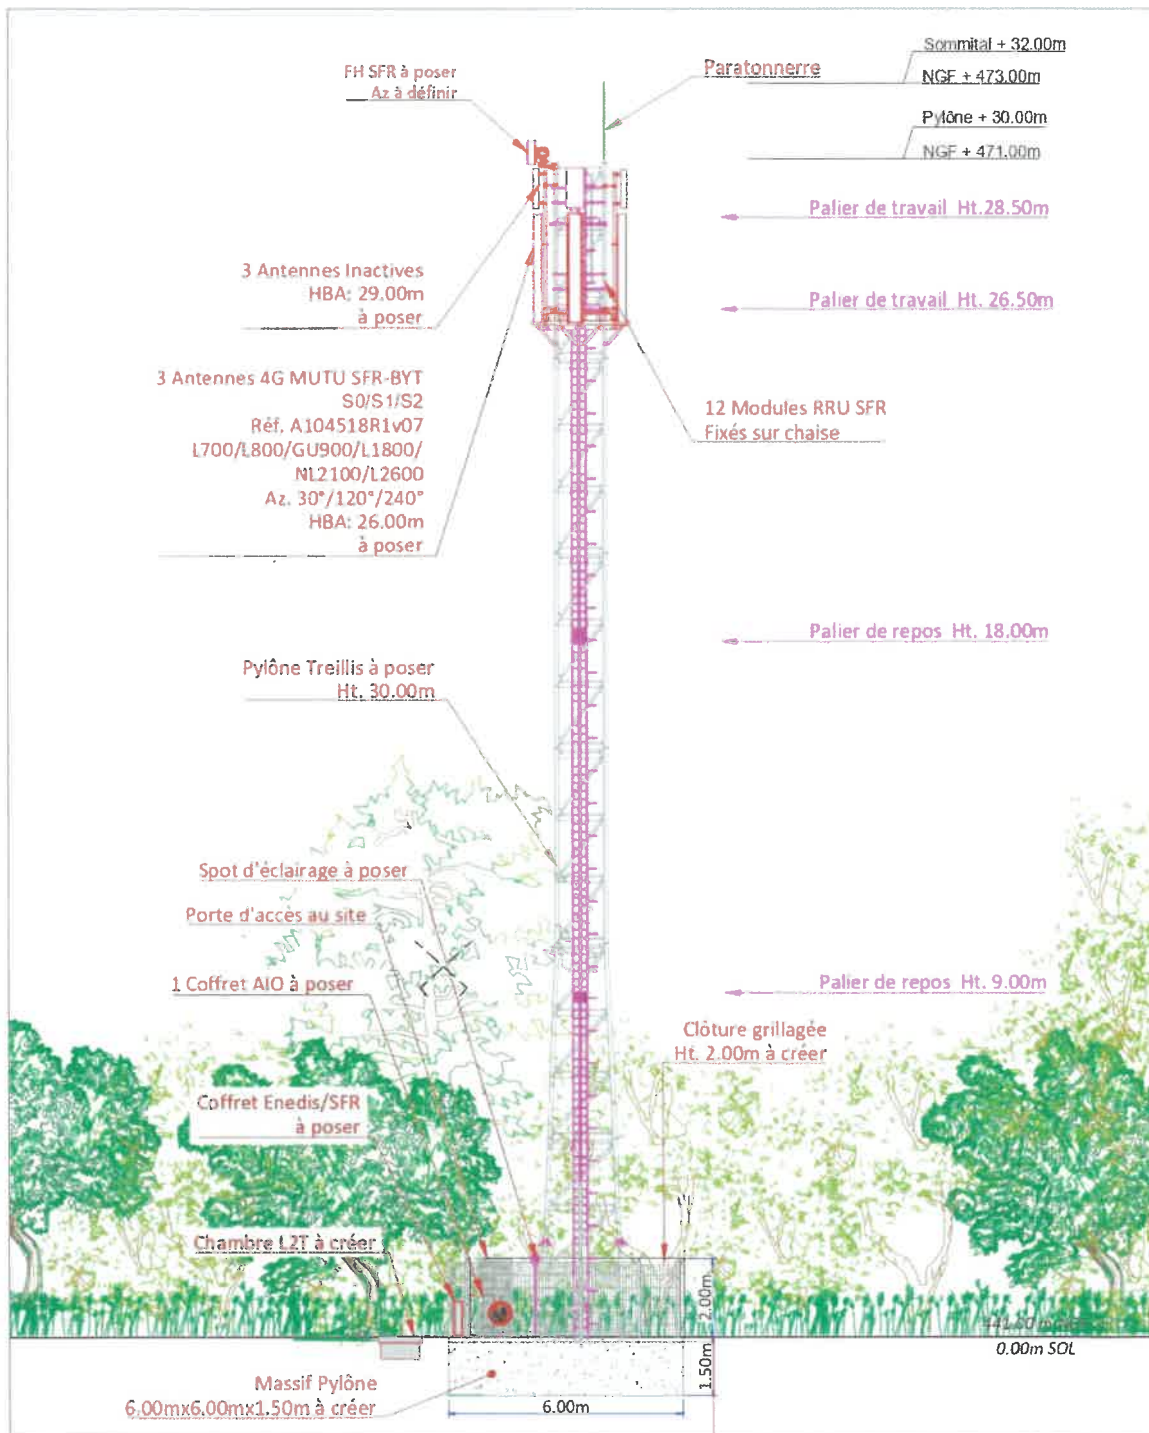 Sommital + 32.00m
NGF + 473.00m
Pylône + 30.00m
NGF + 471.00m
Paratonnerre
FH SFR à poser
Az à définir
Palier de travail Ht.28.50m
Palier de travail Ht. 26.50m
3 Antennes Inactives
HBA: 29.00m
à poser
3 Antennes 4G MUTU SFR-BYT
S0/S1/S2
Réf. A104518R1v07
L700/L800/GU900/L1800/
NL2100/L2600
Az. 30°/120°/240°
HBA: 26.00m
à poser
12 Modules RRU SFR
Fixés sur chaise
Palier de repos Ht. 18.00m
Pylône Treillis à poser
Ht. 30.00m
Spot d'éclairage à poser
Porte d'accès au site
1 Coffret AIO à poser
Palier de repos Ht. 9.00m
Clôture grillagée
Ht. 2.00m à créer
Coffret Enedis/SFR
à poser
Chambre L2T à créer
2.00m
0.00m SOL
1.50m
Massif Pylône
6,00mx6.00mx1.50m à créer
6.00m